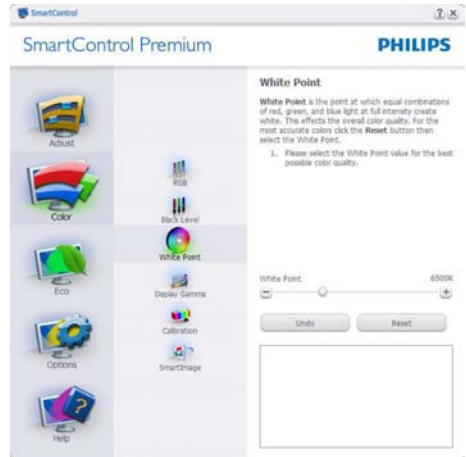 SmartControl
SmartControl Premium
PHILIPS
Adjust
Color
Eco
Options
Help
RGB
Black Level
White Point
Display Gamma
Calibration
SmartImage
White Point
White Point is the point at which equal combinations
of red, green, and blue light at full intensity create
white. This effects the overall color quality. For the
most accurate colors click the Reset button then
select the White Point.
1. Please select the White Point value for the best
possible color quality.
White Point 6500K
Undo Reset